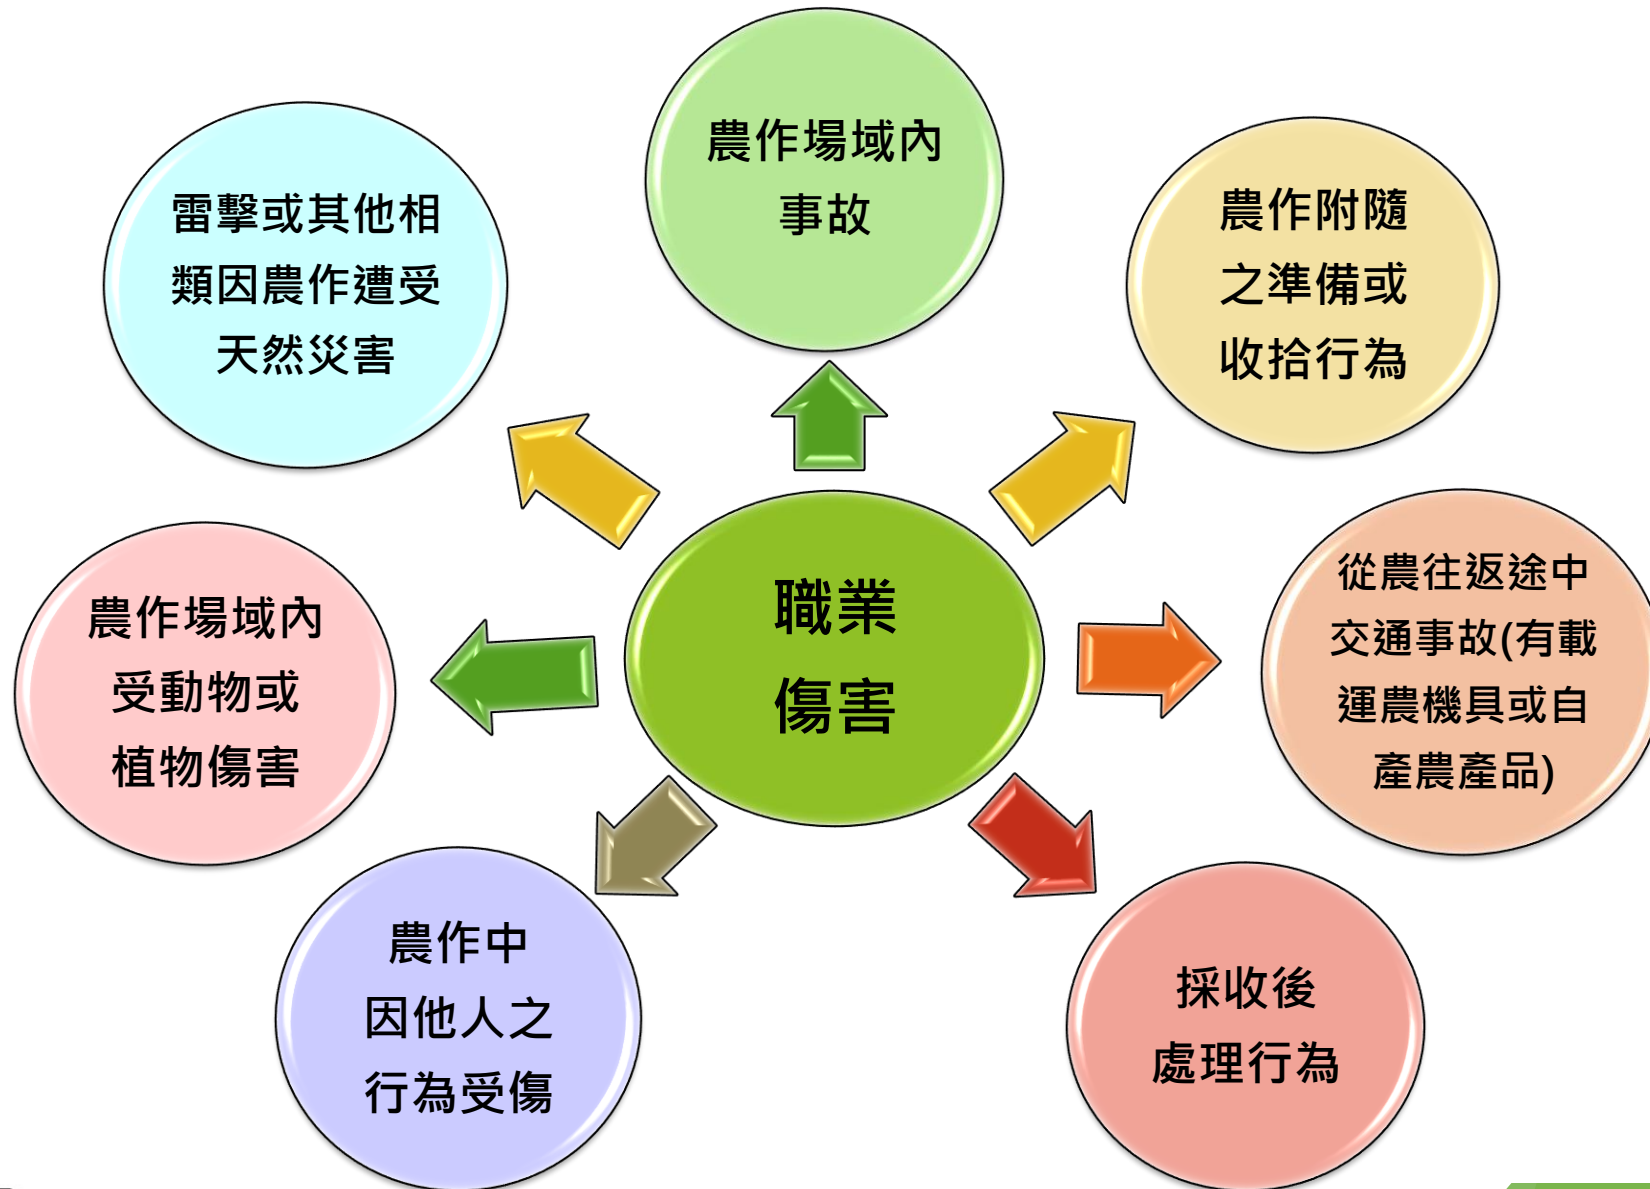 農作場域內
事故
農作附隨
之準備或
收拾行為
從農往返途中
交通事故(有載
運農機具或自
產農產品)
採收後
處理行為
農作中
因他人之
行為受傷
農作場域內
受動物或
植物傷害
雷擊或其他相
類因農作遭受
天然災害
職業
傷害